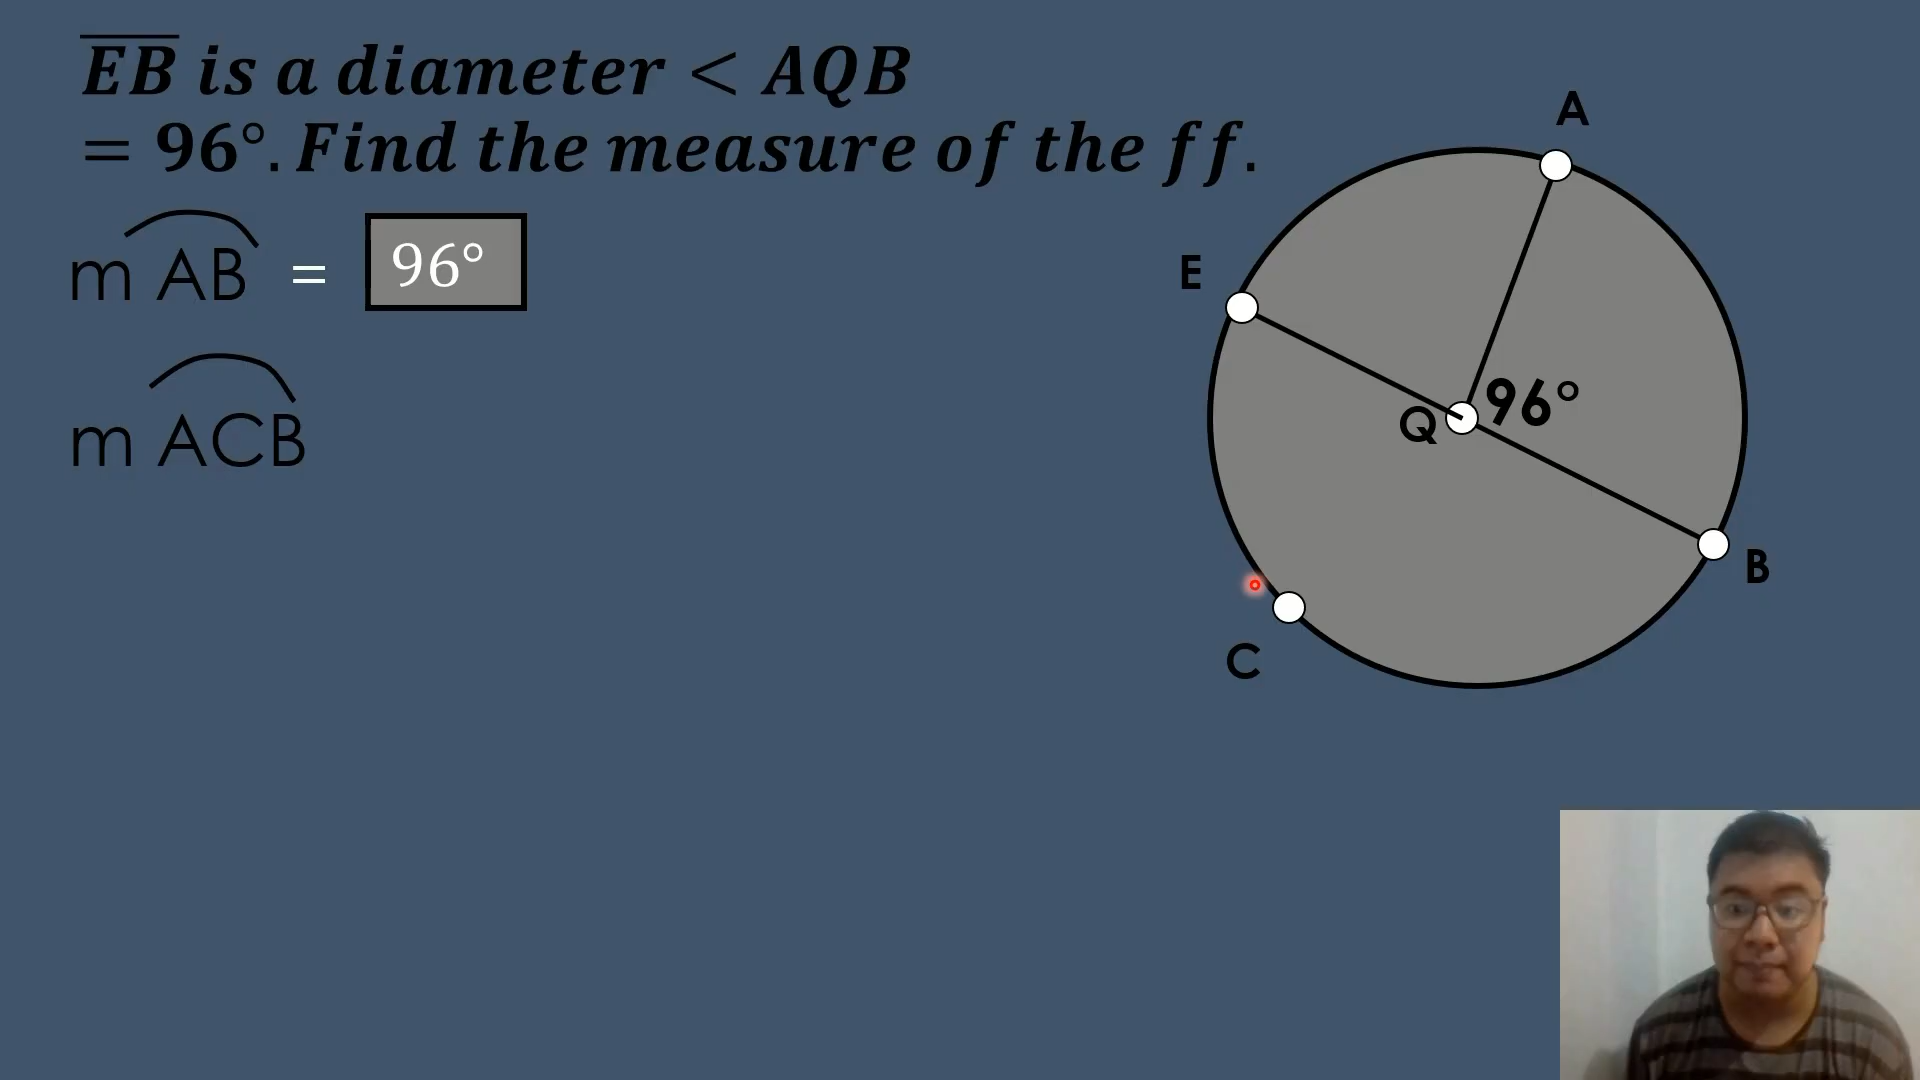 EB is a diameter < AQB
= 96°. Find the measure of the ff.
m AB = 96°
m ACB
A
E
96°
Q
B
C